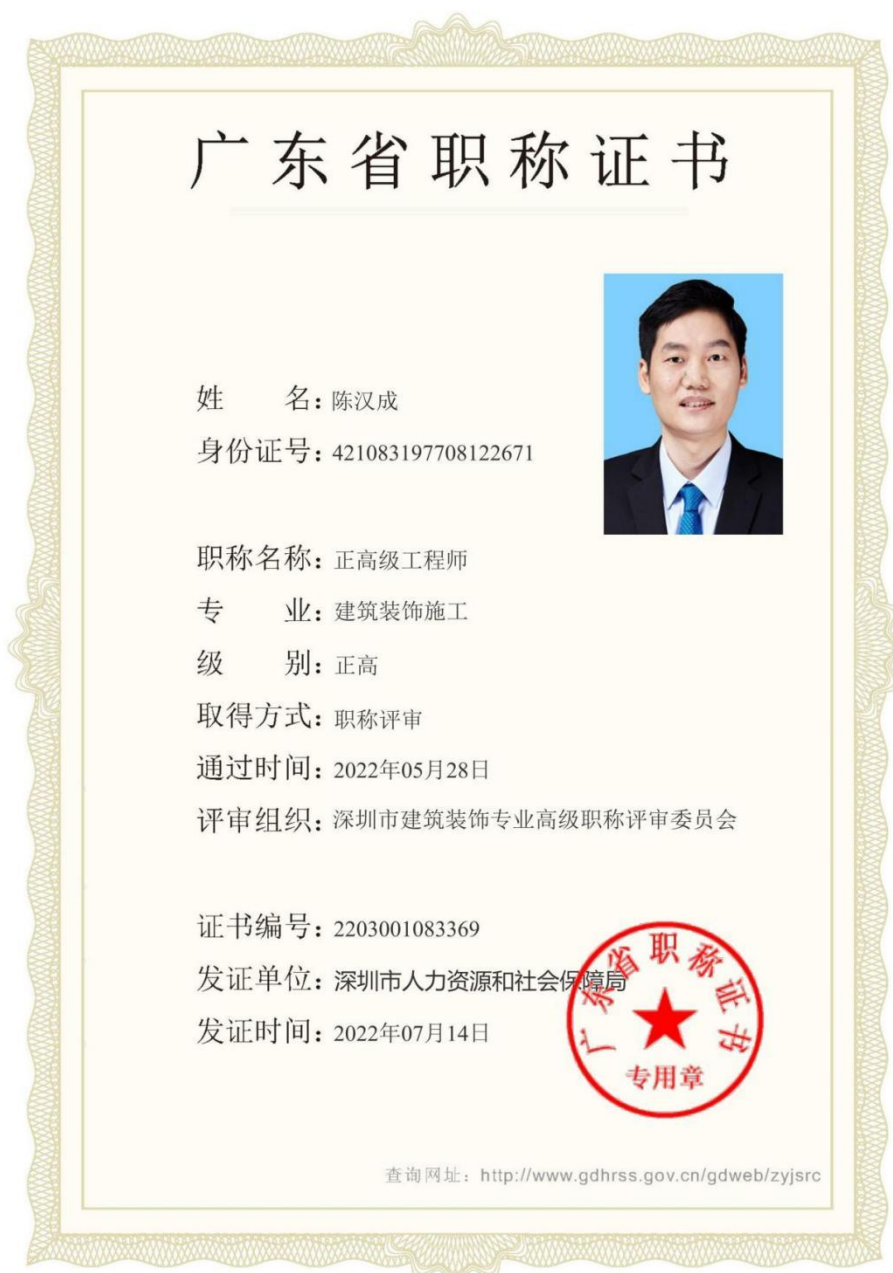 广东省职称证书
姓 名：陈汉成
身份证号：421083197708122671
职称名称：正高级工程师
专 业：建筑装饰施工
级 别：正高
取得方式：职称评审
通过时间：2022年05月28日
评审组织：深圳市建筑装饰专业高级职称评审委员会
证书编号：2203001083369
发证单位：深圳市人力资源和社会保障局
发证时间：2022年07月14日
广东省职称证书
专用章
查询网址：http://www.gdhrss.gov.cn/gdweb/zyjsrc